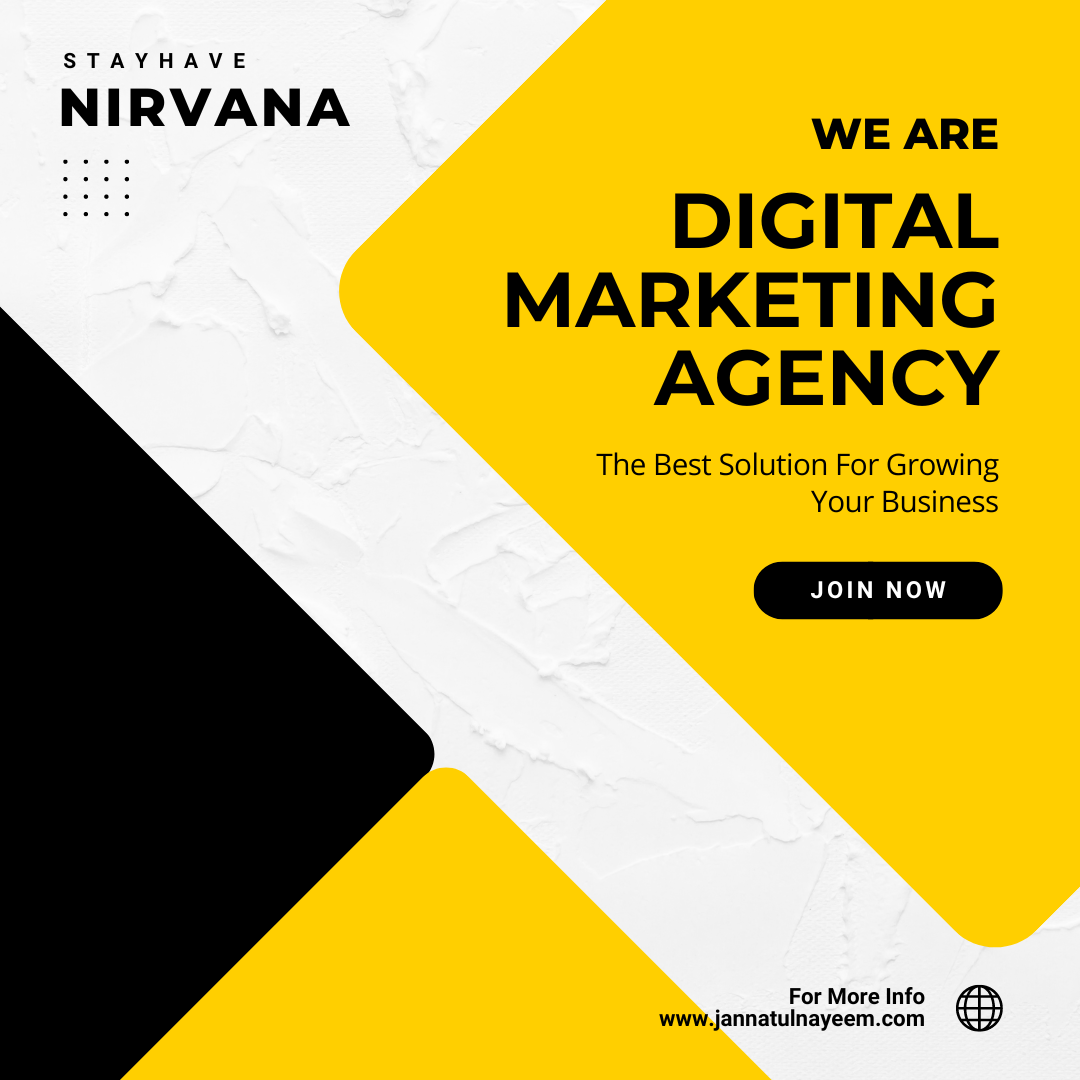 STAYHAVE
NIRVANA
WE ARE
DIGITAL
MARKETING
AGENCY
The Best Solution For Growing
Your Business
JOIN NOW
For More Info
www.jannatulnayeem.com